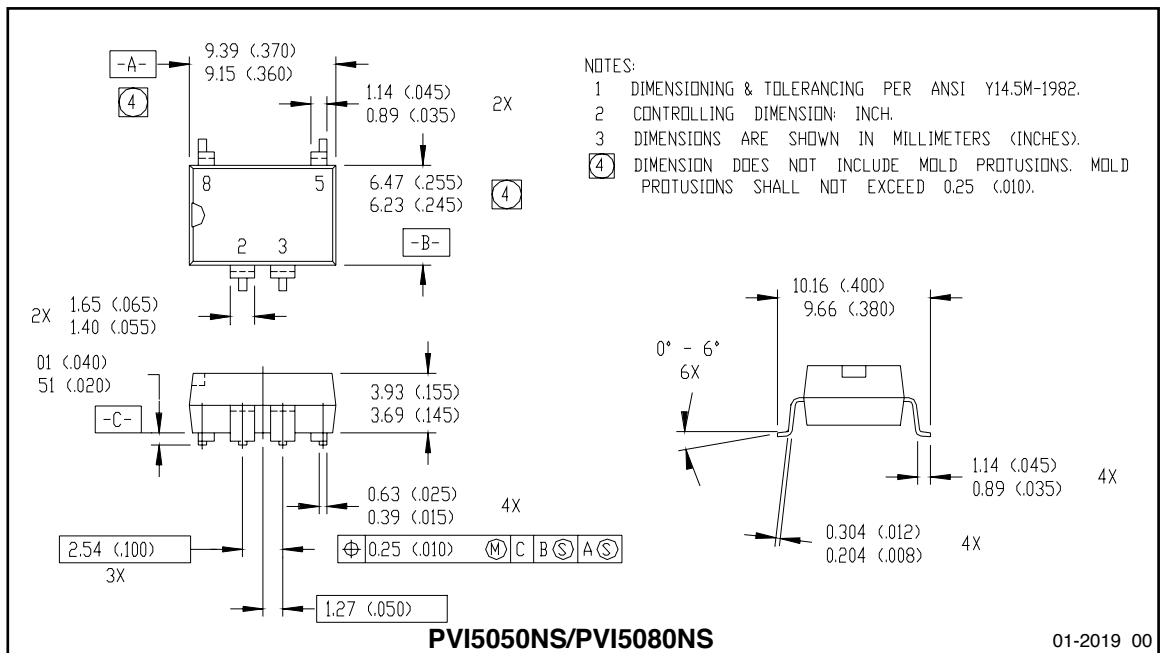 -A-
9.39 (.370)
9.15 (.360)
4
1.14 (.045)
0.89 (.035)
2X
8
5
6.47 (.255)
6.23 (.245)
4
2
3
-B-
2X
1.65 (.065)
1.40 (.055)
01 (.040)
51 (.020)
-C-
3.93 (.155)
3.69 (.145)
0.63 (.025)
0.39 (.015)
4X
2.54 (.100)
3X
⌖ 0.25 (.010) Ⓜ C B Ⓢ A Ⓢ
1.27 (.050)
NOTES:
1 DIMENSIONING & TOLERANCING PER ANSI Y14.5M-1982.
2 CONTROLLING DIMENSION: INCH.
3 DIMENSIONS ARE SHOWN IN MILLIMETERS (INCHES).
4 DIMENSION DOES NOT INCLUDE MOLD PROTUSIONS. MOLD
PROTUSIONS SHALL NOT EXCEED 0.25 (.010).
10.16 (.400)
9.66 (.380)
0° - 6°
6X
1.14 (.045)
0.89 (.035)
4X
0.304 (.012)
0.204 (.008)
4X
PVI5050NS/PVI5080NS
01-2019 00